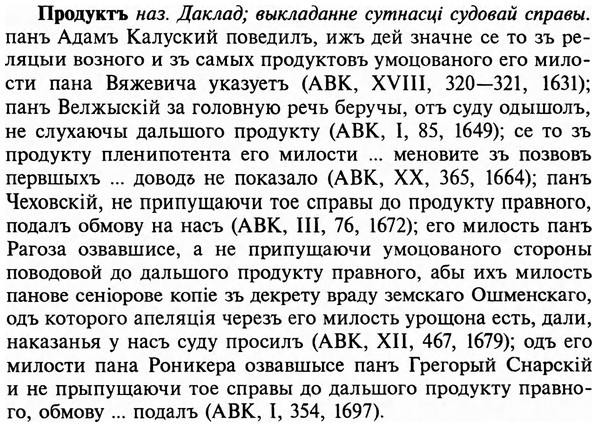 Продуктъ наз. Даклад; выкладанне сутнасці судовай справы.
панъ Адамъ Калуский поведилъ, ижъ дей значне се то зъ ре-
ляцыи возного и зъ самых продуктовъ умоцованого его мило-
сти пана Вяжевича указуетъ (АВК, XVIII, 320—321, 1631);
панъ Велжыскій за головную речь беручы, отъ суду одышолъ,
не слухаючы дальшого продукту (АВК, I, 85, 1649); се то зъ
продукту пленипотента его милости ... меновите зъ позвовъ
первшыхъ ... доводъ не показало (АВК, XX, 365, 1664); панъ
Чеховскій, не припущаючи тое справы до продукту правного,
подалъ обмову на насъ (АВК, III, 76, 1672); его милость панъ
Рагоза озвавшисе, а не припущаючи умоцованого стороны
поводовой до дальшого продукту правного, абы ихъ милость
панове сеніорове копіе зъ декрету враду земскаго Ошменскаго,
одъ которого апеляція черезъ его милость урощона есть, дали,
наказанья у насъ суду просилъ (АВК, XII, 467, 1679); одъ его
милости пана Роникера озвавшысе панъ Грегорый Снарскій
и не прыпущаючи тое справы до дальшого продукту правно-
го, обмову ... подалъ (АВК, I, 354, 1697).